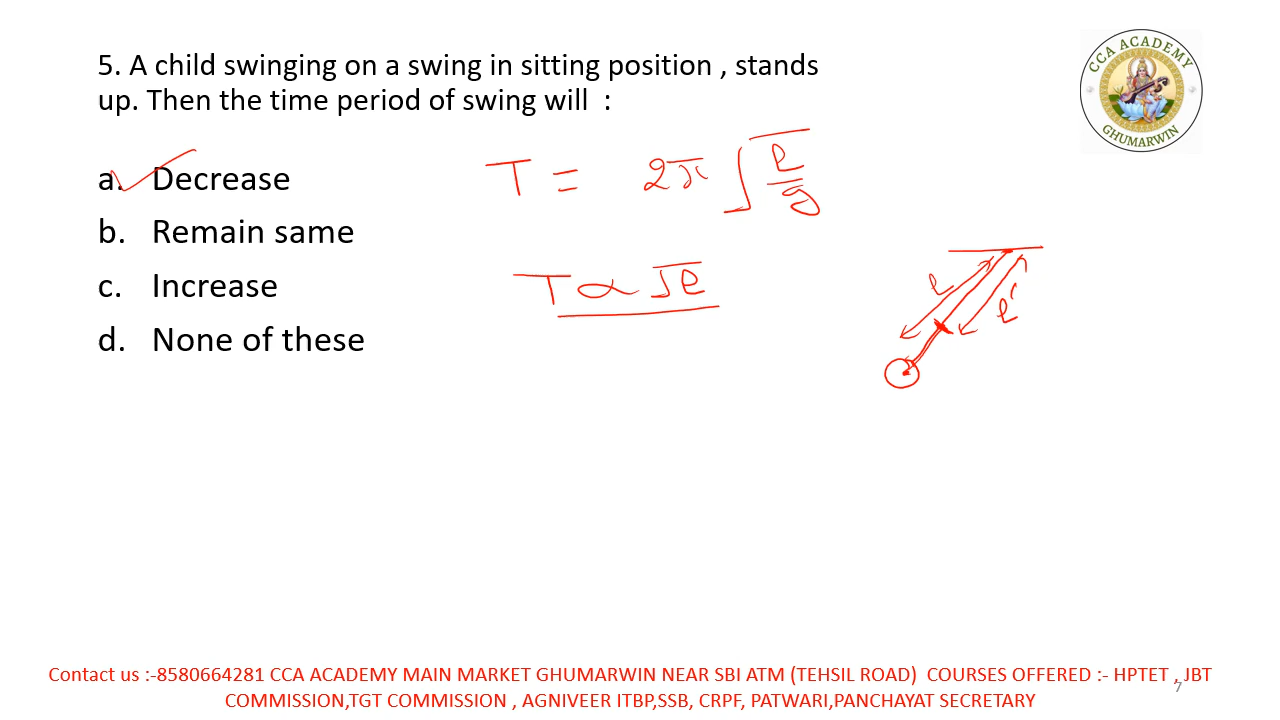 5. A child swinging on a swing in sitting position , stands
up. Then the time period of swing will :
a. Decrease
b. Remain same
c. Increase
d. None of these
T = 2π √ℓ/g
T ∝ √ℓ
ℓ
ℓ'
CCA ACADEMY
GHUMARWIN
Contact us :-8580664281 CCA ACADEMY MAIN MARKET GHUMARWIN NEAR SBI ATM (TEHSIL ROAD) COURSES OFFERED :- HPTET , JBT
COMMISSION,TGT COMMISSION , AGNIVEER ITBP,SSB, CRPF, PATWARI,PANCHAYAT SECRETARY
7